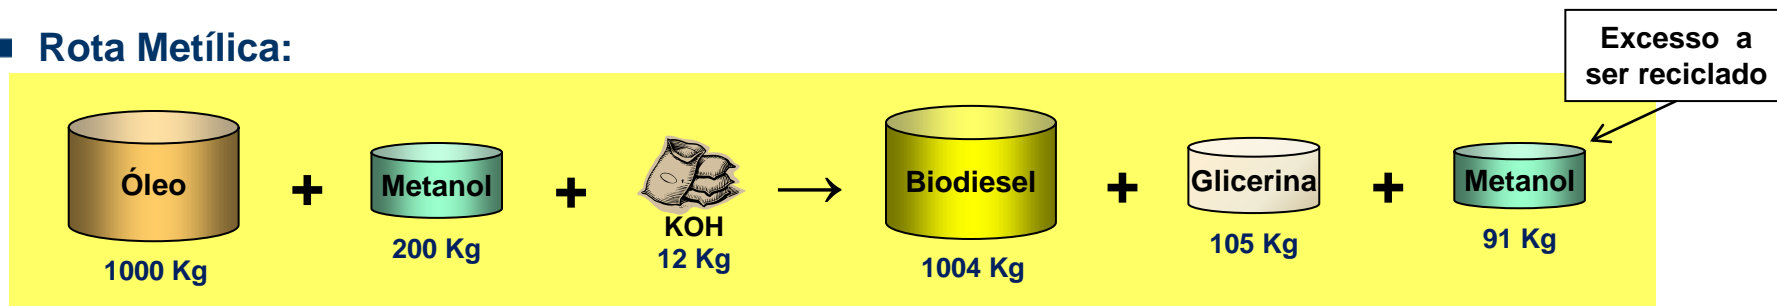 Rota Metílica:
Excesso a
ser reciclado
Óleo
+
Metanol
+
KOH
→
Biodiesel
+
Glicerina
+
Metanol
1000 Kg
200 Kg
12 Kg
1004 Kg
105 Kg
91 Kg